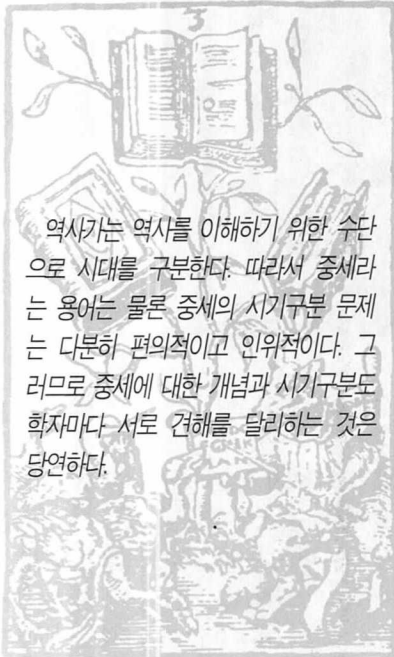 3
역사가는 역사를 이해하기 위한 수단
으로 시대를 구분한다. 따라서 중세라
는 용어는 물론 중세의 시기구분 문제
는 다분히 편의적이고 인위적이다. 그
러므로 중세에 대한 개념과 시기구분도
학자마다 서로 견해를 달리하는 것은
당연하다.